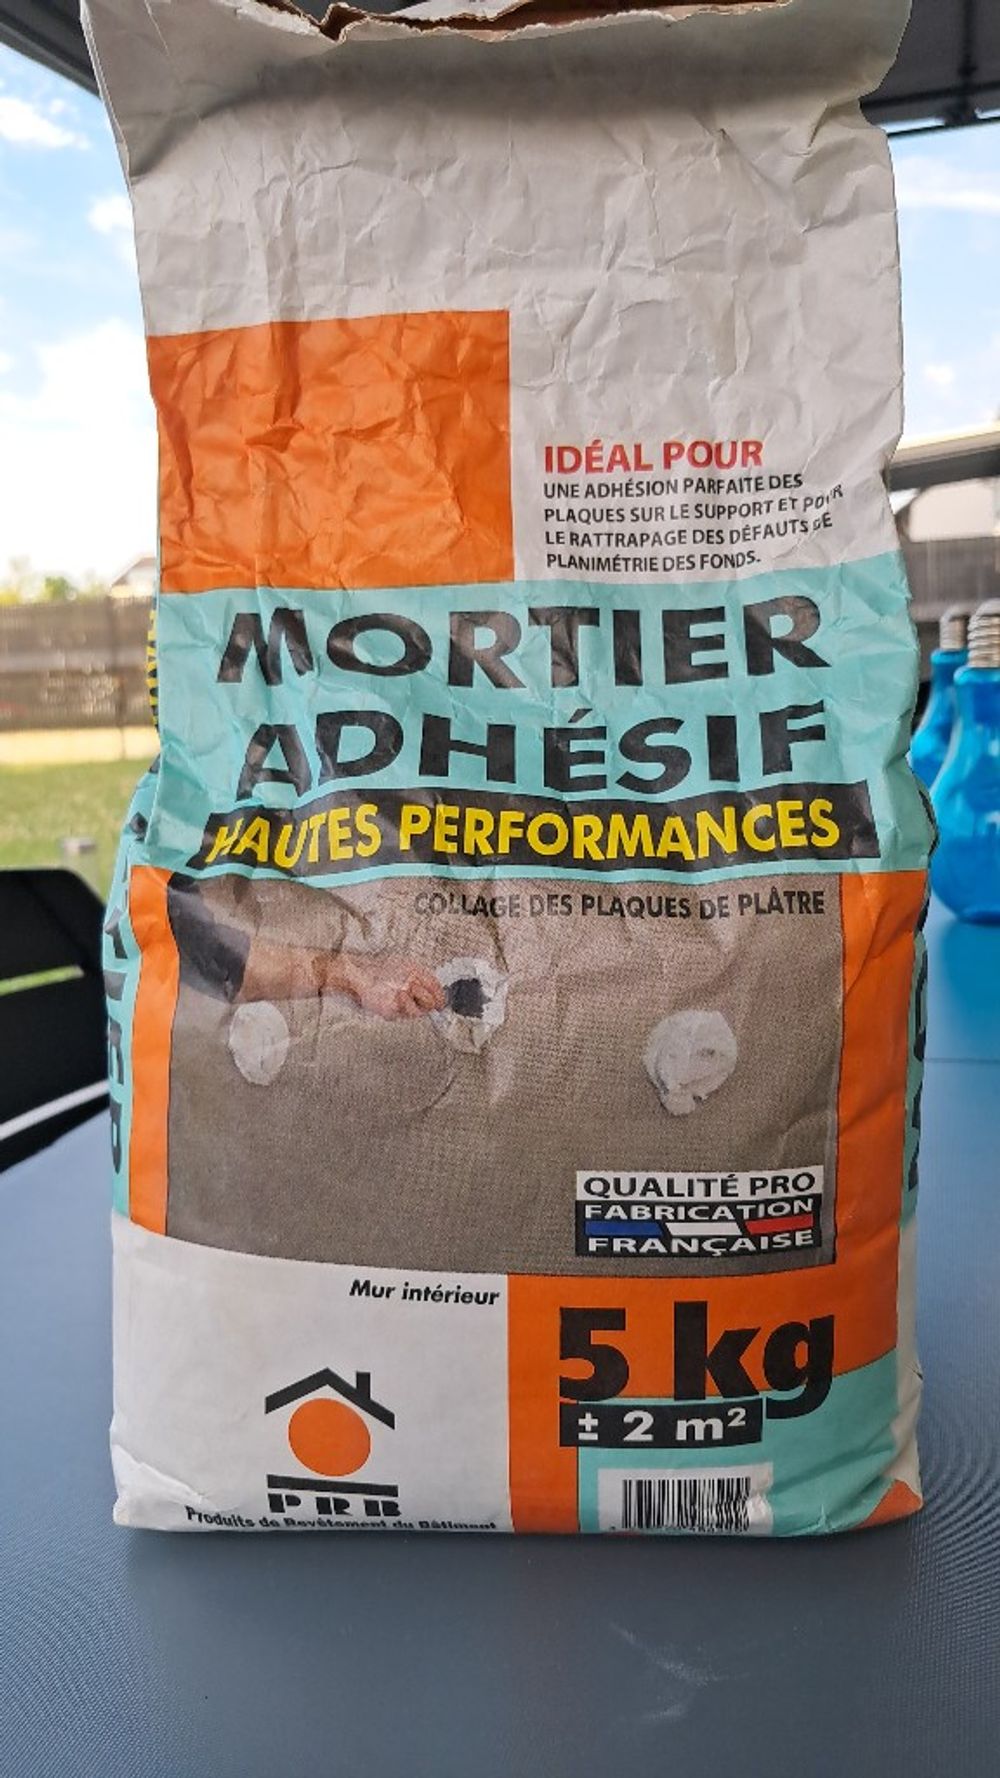 IDÉAL POUR
UNE ADHÉSION PARFAITE DES
PLAQUES SUR LE SUPPORT ET POUR
LE RATTRAPAGE DES DÉFAUTS DE
PLANIMÉTRIE DES FONDS.
MORTIER
ADHÉSIF
HAUTES PERFORMANCES
COLLAGE DES PLAQUES DE PLÂTRE
QUALITÉ PRO
FABRICATION
FRANÇAISE
Mur intérieur
5 kg
± 2 m²
PRB
Produits de Revêtement du Bâtiment